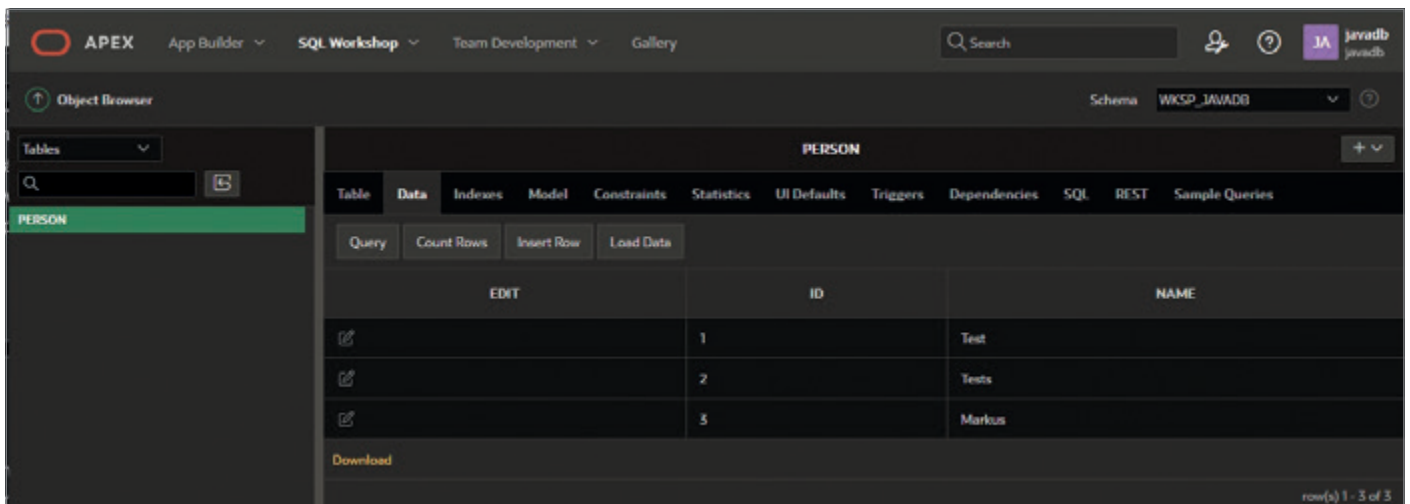 APEX App Builder SQL Workshop Team Development Gallery Search JA javadb
javadb
Object Browser Schema WKSP_JAVADB
Tables PERSON
Table Data Indexes Model Constraints Statistics UI Defaults Triggers Dependencies SQL REST Sample Queries
PERSON
Query Count Rows Insert Row Load Data
EDIT ID NAME
1 Test
2 Tests
3 Markus
Download
row(s) 1 - 3 of 3